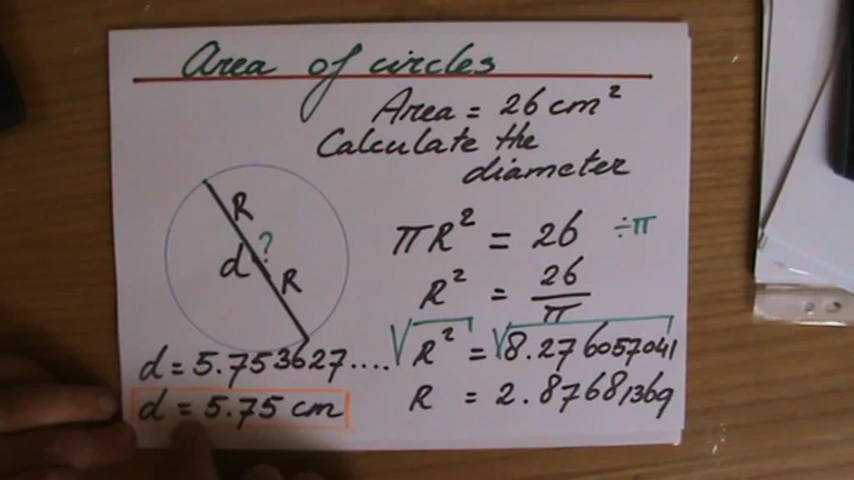 Area of circles
Area = 26 cm²
Calculate the
diameter
R
d ?
R
πR² = 26 ÷π
R² = 26/π
√R² = √8.276057041
R = 2.87681369
d = 5.753627....
d = 5.75 cm